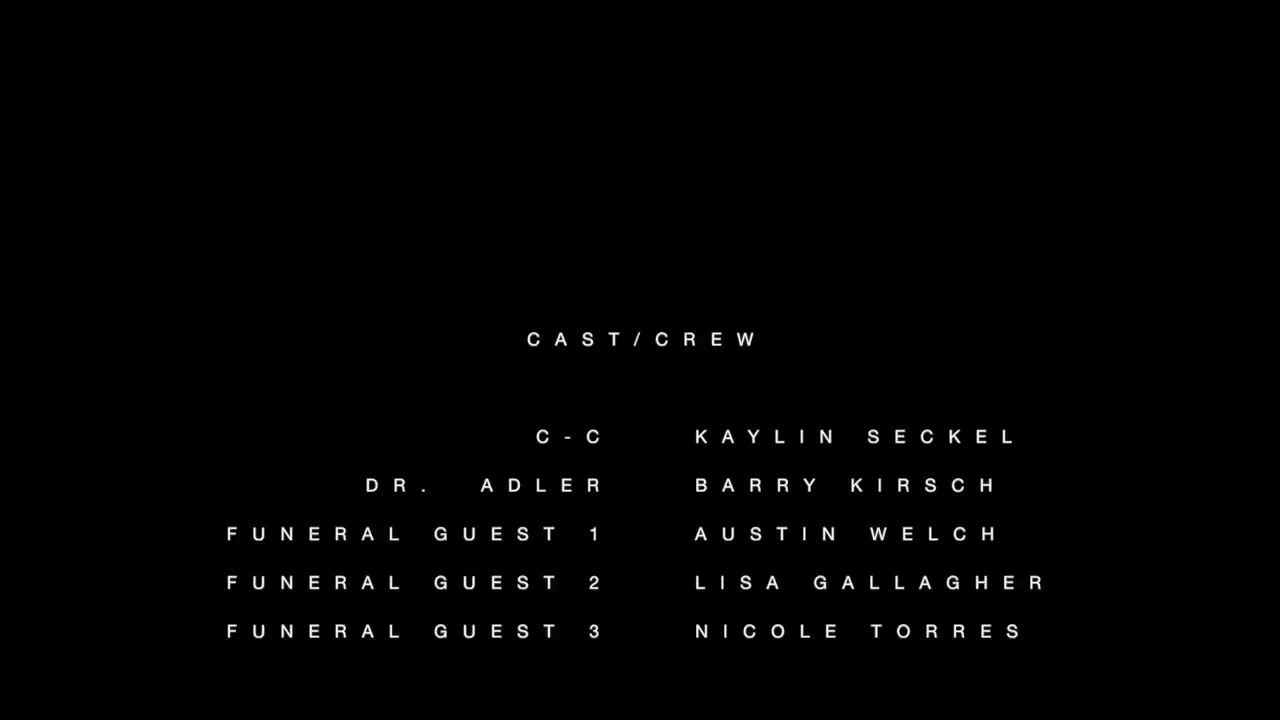 CAST/CREW
C-C KAYLIN SECKEL
DR. ADLER BARRY KIRSCH
FUNERAL GUEST 1 AUSTIN WELCH
FUNERAL GUEST 2 LISA GALLAGHER
FUNERAL GUEST 3 NICOLE TORRES